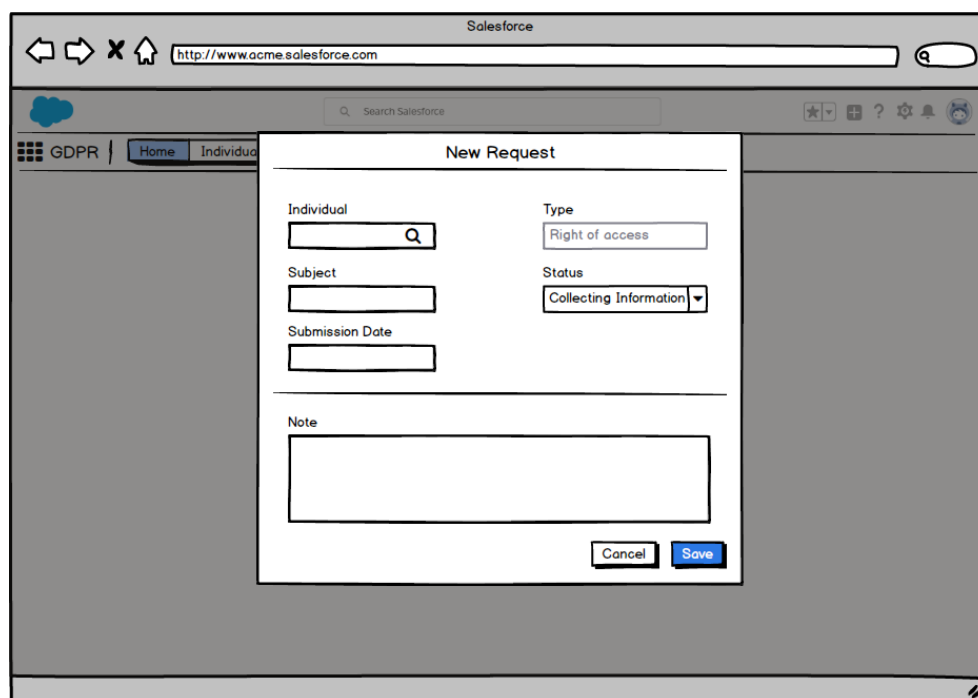 Salesforce
http://www.acme.salesforce.com
Search Salesforce
?
GDPR
Home
Individua
New Request
Individual
Type
Right of access
Subject
Status
Collecting Information
Submission Date
Note
Cancel
Save